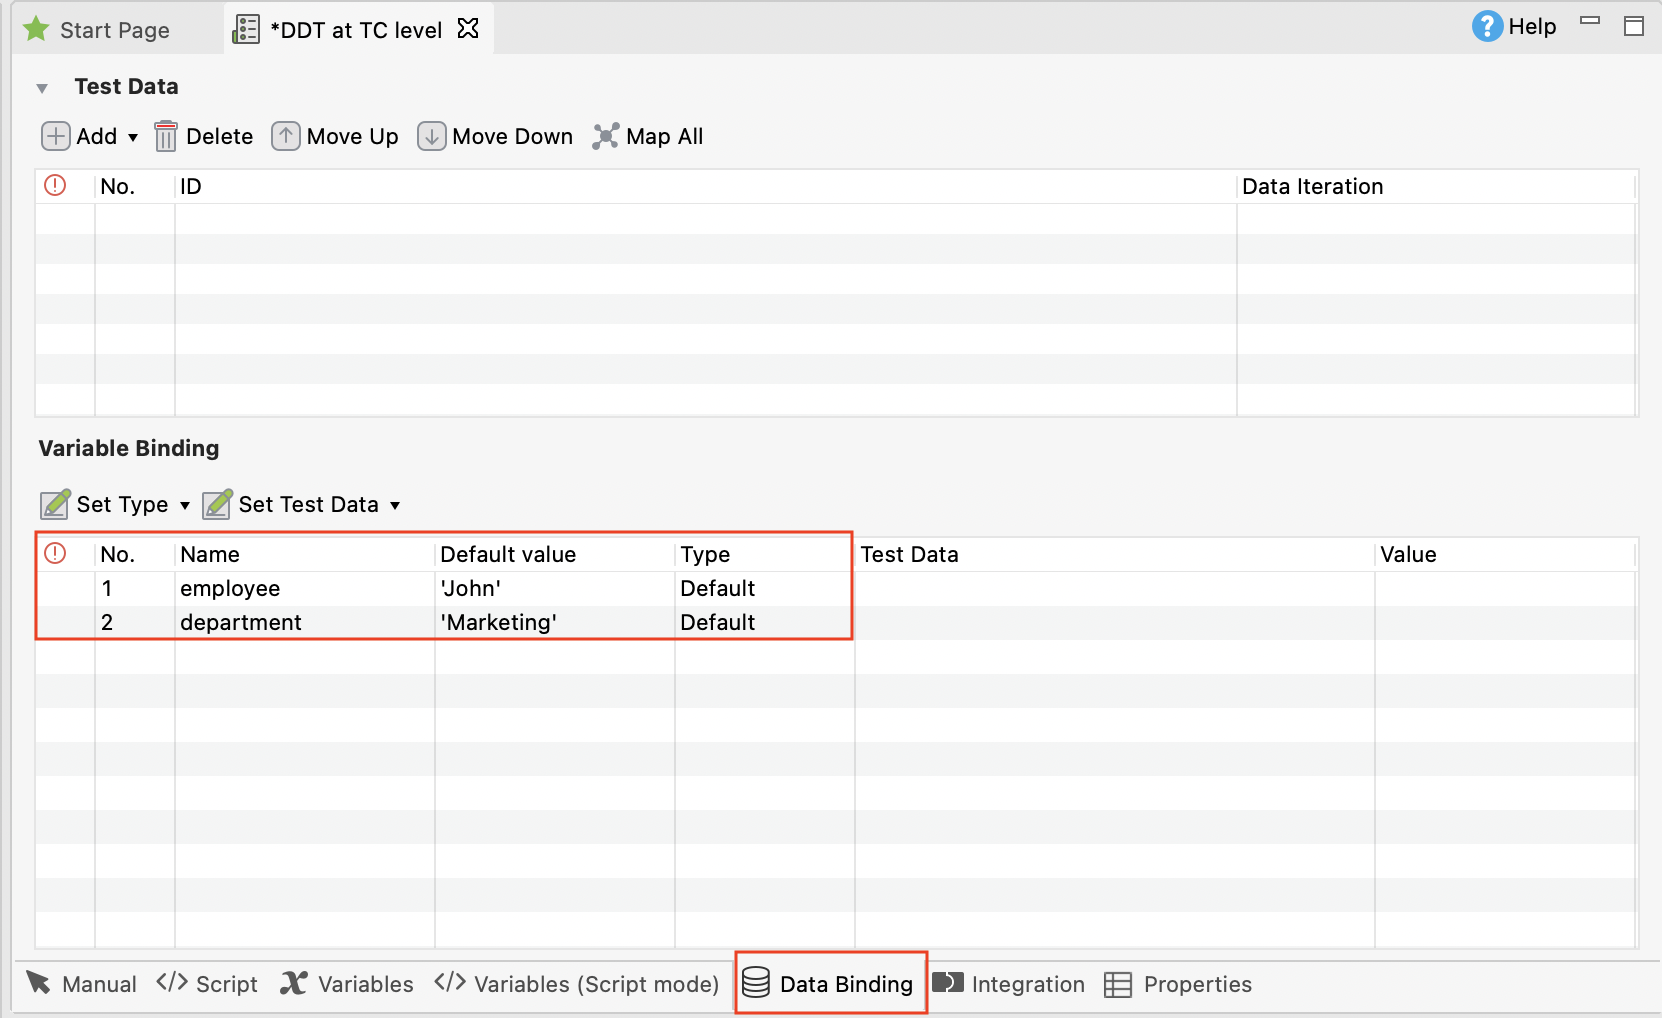 Start Page *DDT at TC level Help
Test Data
Add Delete Move Up Move Down Map All
No. ID Data Iteration
Variable Binding
Set Type Set Test Data
No. Name Default value Type Test Data Value
1 employee 'John' Default
2 department 'Marketing' Default
Manual </> Script Variables </> Variables (Script mode) Data Binding Integration Properties